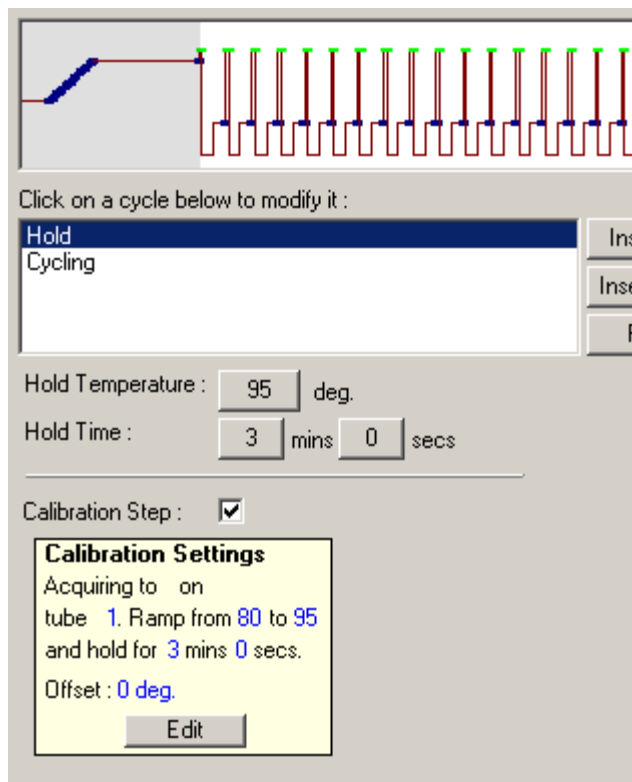 Click on a cycle below to modify it :
Hold
Cycling
Ins
Inse
Hold Temperature : 95 deg.
Hold Time : 3 mins 0 secs
Calibration Step :
Calibration Settings
Acquiring to on
tube 1. Ramp from 80 to 95
and hold for 3 mins 0 secs.
Offset : 0 deg.
Edit